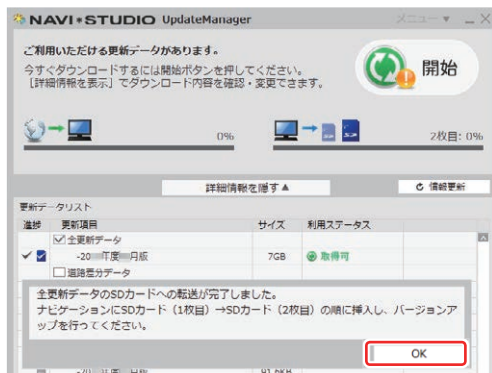 NAVI*STUDIO UpdateManager
メニュー ▼ _ ×
ご利用いただける更新データがあります。
今すぐダウンロードするには開始ボタンを押してください。
［詳細情報を表示］でダウンロード内容を確認・変更できます。
開始
0%
2枚目: 0%
詳細情報を隠す▲
情報更新
更新データリスト
進捗 更新項目 サイズ 利用ステータス
全更新データ
-20 年度 月版 7GB 取得可
道路差分データ
全更新データのSDカードへの転送が完了しました。
ナビゲーションにSDカード（1枚目）→SDカード（2枚目）の順に挿入し、バージョンア
ップを行ってください。
OK